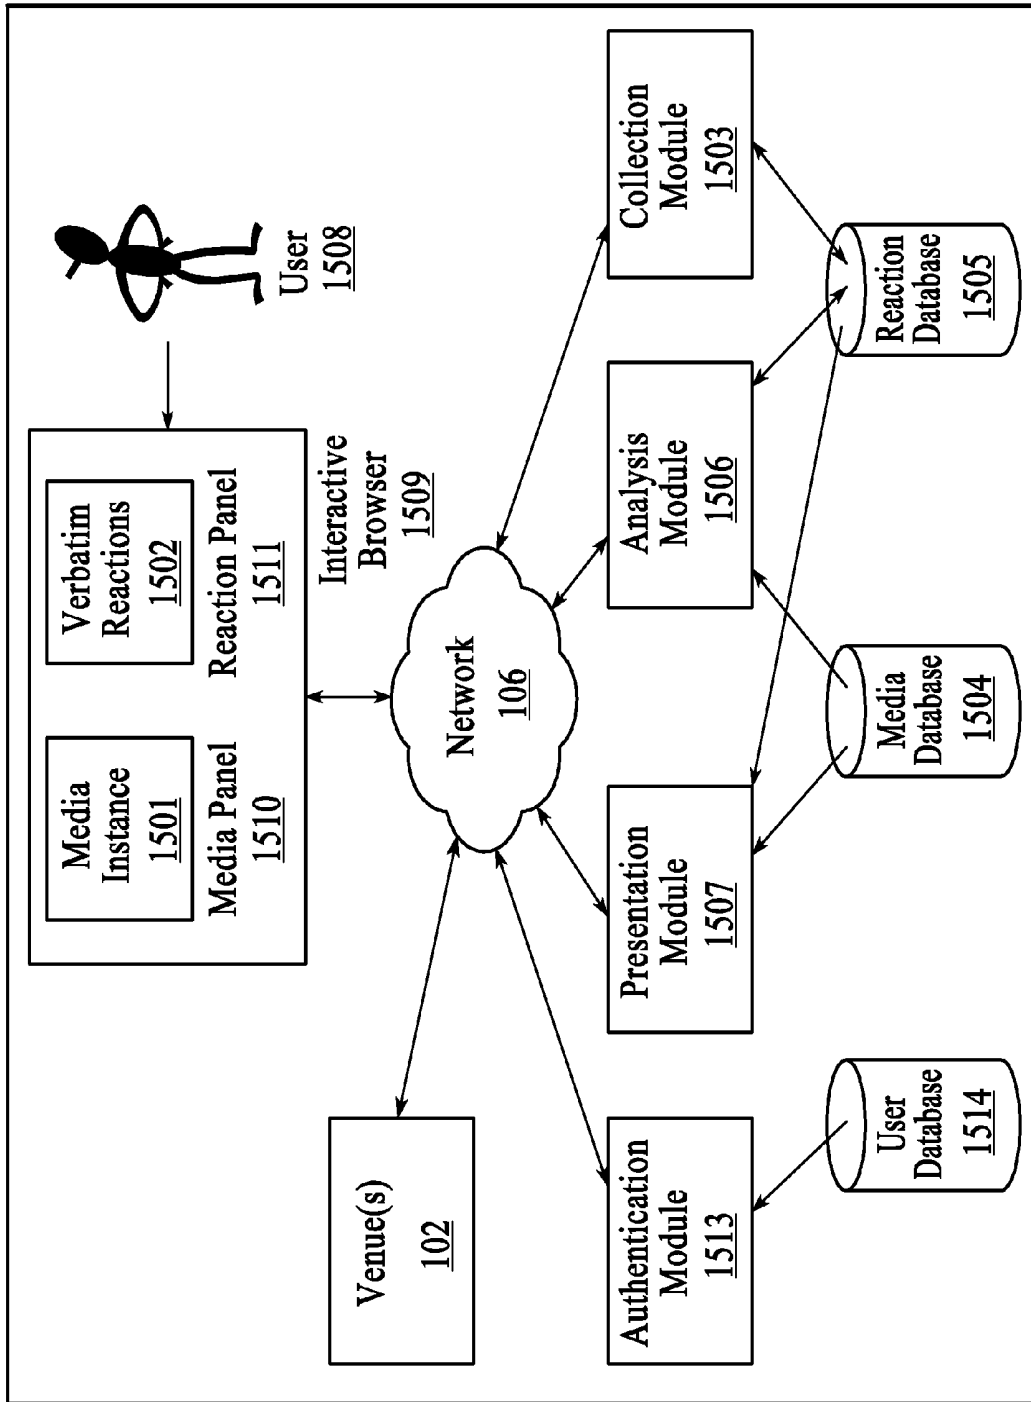 Media
Instance
1501
Media Panel
1510
Verbatim
Reactions
1502
Reaction Panel
1511
User
1508
Interactive
Browser
1509
Venue(s)
102
Network
106
Authentication
Module
1513
Presentation
Module
1507
Analysis
Module
1506
Collection
Module
1503
User
Database
1514
Media
Database
1504
Reaction
Database
1505